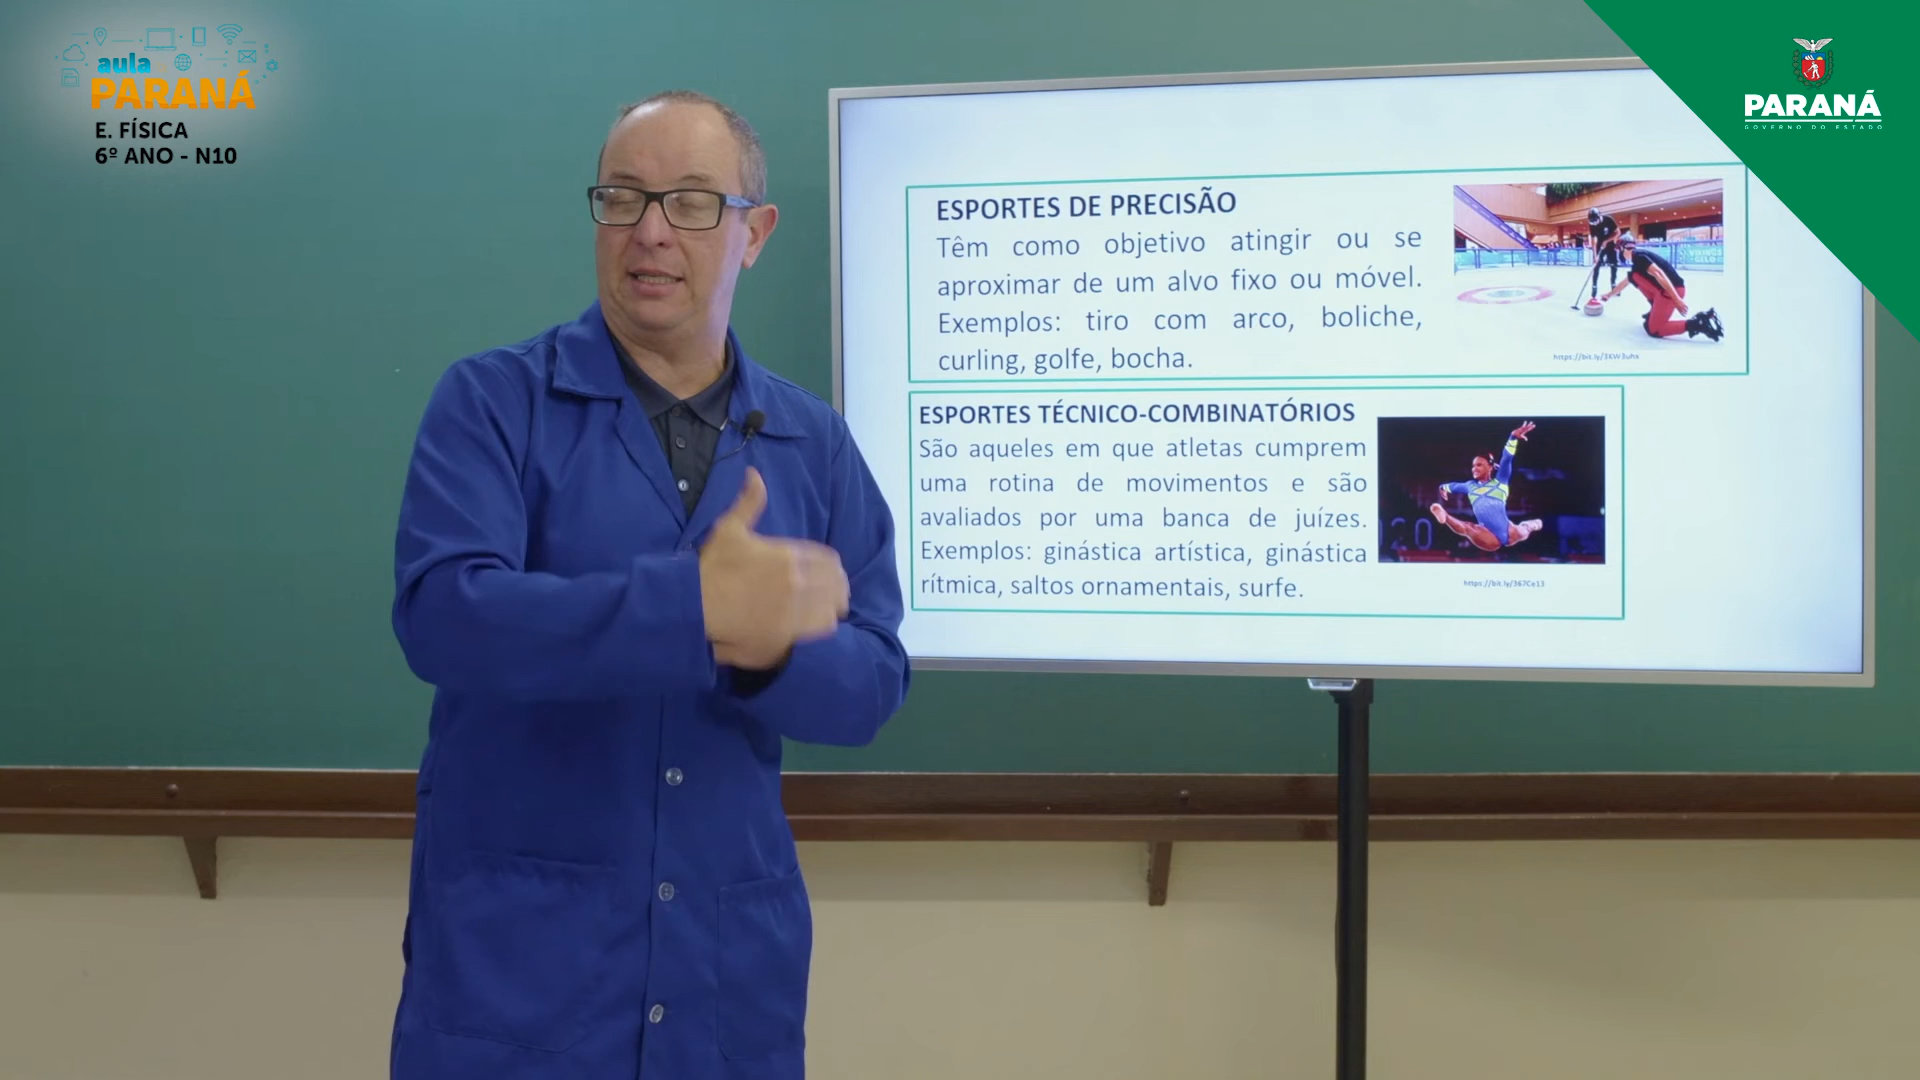 aula
PARANÁ
E. FÍSICA
6º ANO - N10
PARANÁ
GOVERNO DO ESTADO
ESPORTES DE PRECISÃO
Têm como objetivo atingir ou se
aproximar de um alvo fixo ou móvel.
Exemplos: tiro com arco, boliche,
curling, golfe, bocha.
ESPORTES TÉCNICO-COMBINATÓRIOS
São aqueles em que atletas cumprem
uma rotina de movimentos e são
avaliados por uma banca de juízes.
Exemplos: ginástica artística, ginástica
rítmica, saltos ornamentais, surfe.